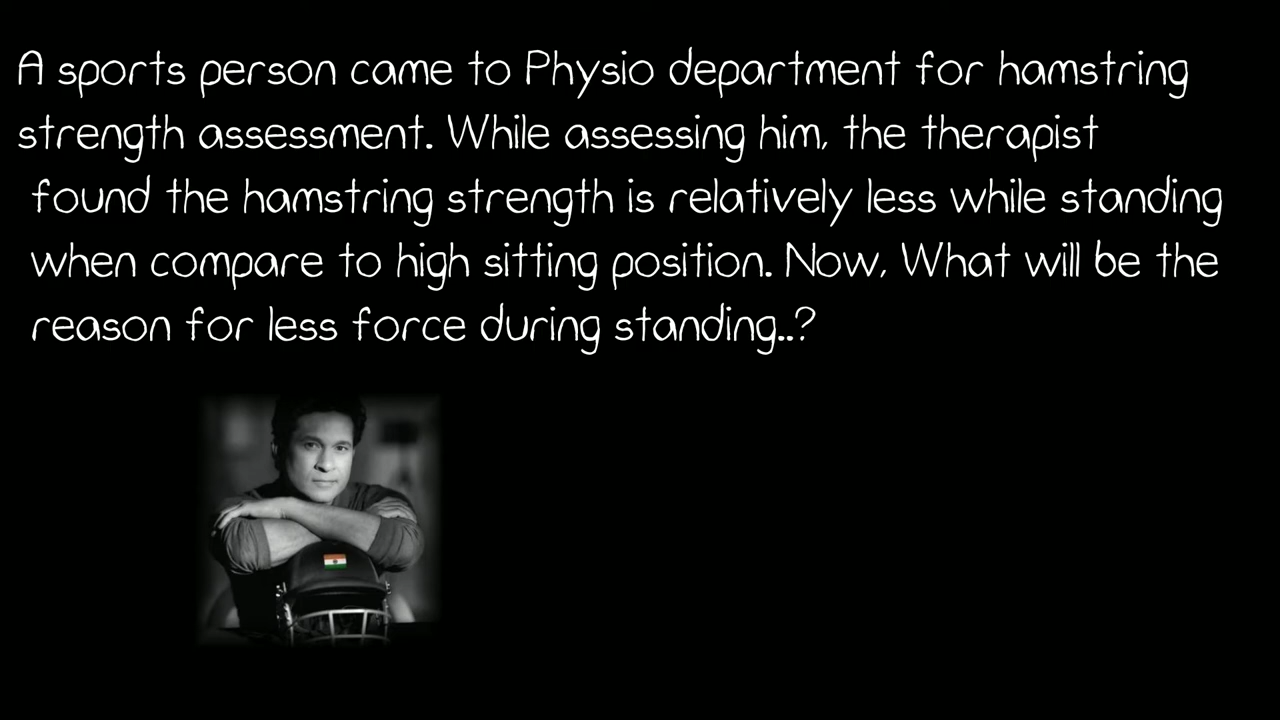 A sports person came to Physio department for hamstring
strength assessment. While assessing him, the therapist
found the hamstring strength is relatively less while standing
when compare to high sitting position. Now, What will be the
reason for less force during standing..?